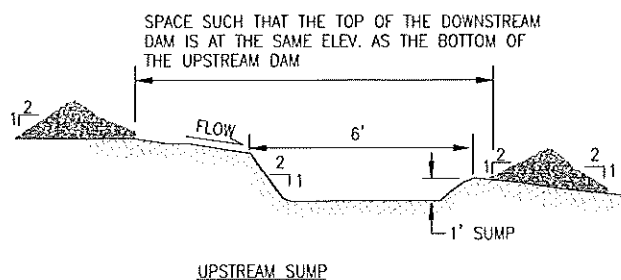 SPACE SUCH THAT THE TOP OF THE DOWNSTREAM
DAM IS AT THE SAME ELEV. AS THE BOTTOM OF
THE UPSTREAM DAM
2
1
FLOW
6'
2
1
2
1
2
1
1' SUMP
UPSTREAM SUMP